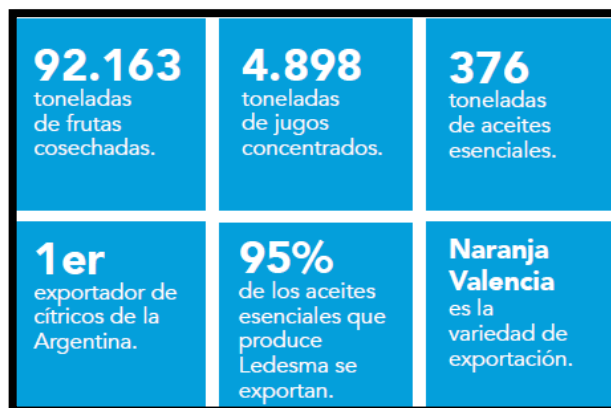 92.163
toneladas
de frutas
cosechadas.
4.898
toneladas
de jugos
concentrados.
376
toneladas
de aceites
esenciales.
1er
exportador de
cítricos de la
Argentina.
95%
de los aceites
esenciales que
produce
Ledesma se
exportan.
Naranja
Valencia
es la
variedad de
exportación.